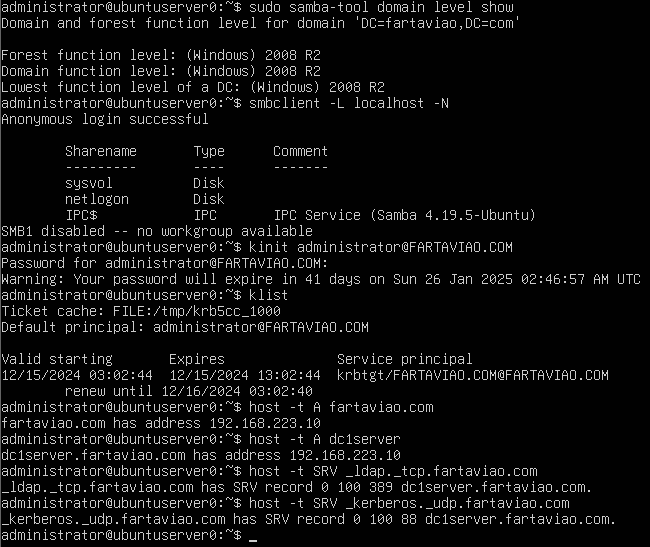 administrator@ubuntuserver0:~$ sudo samba-tool domain level show
Domain and forest function level for domain 'DC=fartaviao,DC=com'

Forest function level: (Windows) 2008 R2
Domain function level: (Windows) 2008 R2
Lowest function level of a DC: (Windows) 2008 R2
administrator@ubuntuserver0:~$ smbclient -L localhost -N
Anonymous login successful

        Sharename       Type      Comment
        ---------       ----      -------
        sysvol          Disk
        netlogon        Disk
        IPC$            IPC       IPC Service (Samba 4.19.5-Ubuntu)
SMB1 disabled -- no workgroup available
administrator@ubuntuserver0:~$ kinit administrator@FARTAVIAO.COM
Password for administrator@FARTAVIAO.COM:
Warning: Your password will expire in 41 days on Sun 26 Jan 2025 02:46:57 AM UTC
administrator@ubuntuserver0:~$ klist
Ticket cache: FILE:/tmp/krb5cc_1000
Default principal: administrator@FARTAVIAO.COM

Valid starting       Expires              Service principal
12/15/2024 03:02:44  12/15/2024 13:02:44  krbtgt/FARTAVIAO.COM@FARTAVIAO.COM
        renew until 12/16/2024 03:02:40
administrator@ubuntuserver0:~$ host -t A fartaviao.com
fartaviao.com has address 192.168.223.10
administrator@ubuntuserver0:~$ host -t A dc1server
dc1server.fartaviao.com has address 192.168.223.10
administrator@ubuntuserver0:~$ host -t SRV _ldap._tcp.fartaviao.com
_ldap._tcp.fartaviao.com has SRV record 0 100 389 dc1server.fartaviao.com.
administrator@ubuntuserver0:~$ host -t SRV _kerberos._udp.fartaviao.com
_kerberos._udp.fartaviao.com has SRV record 0 100 88 dc1server.fartaviao.com.
administrator@ubuntuserver0:~$ _